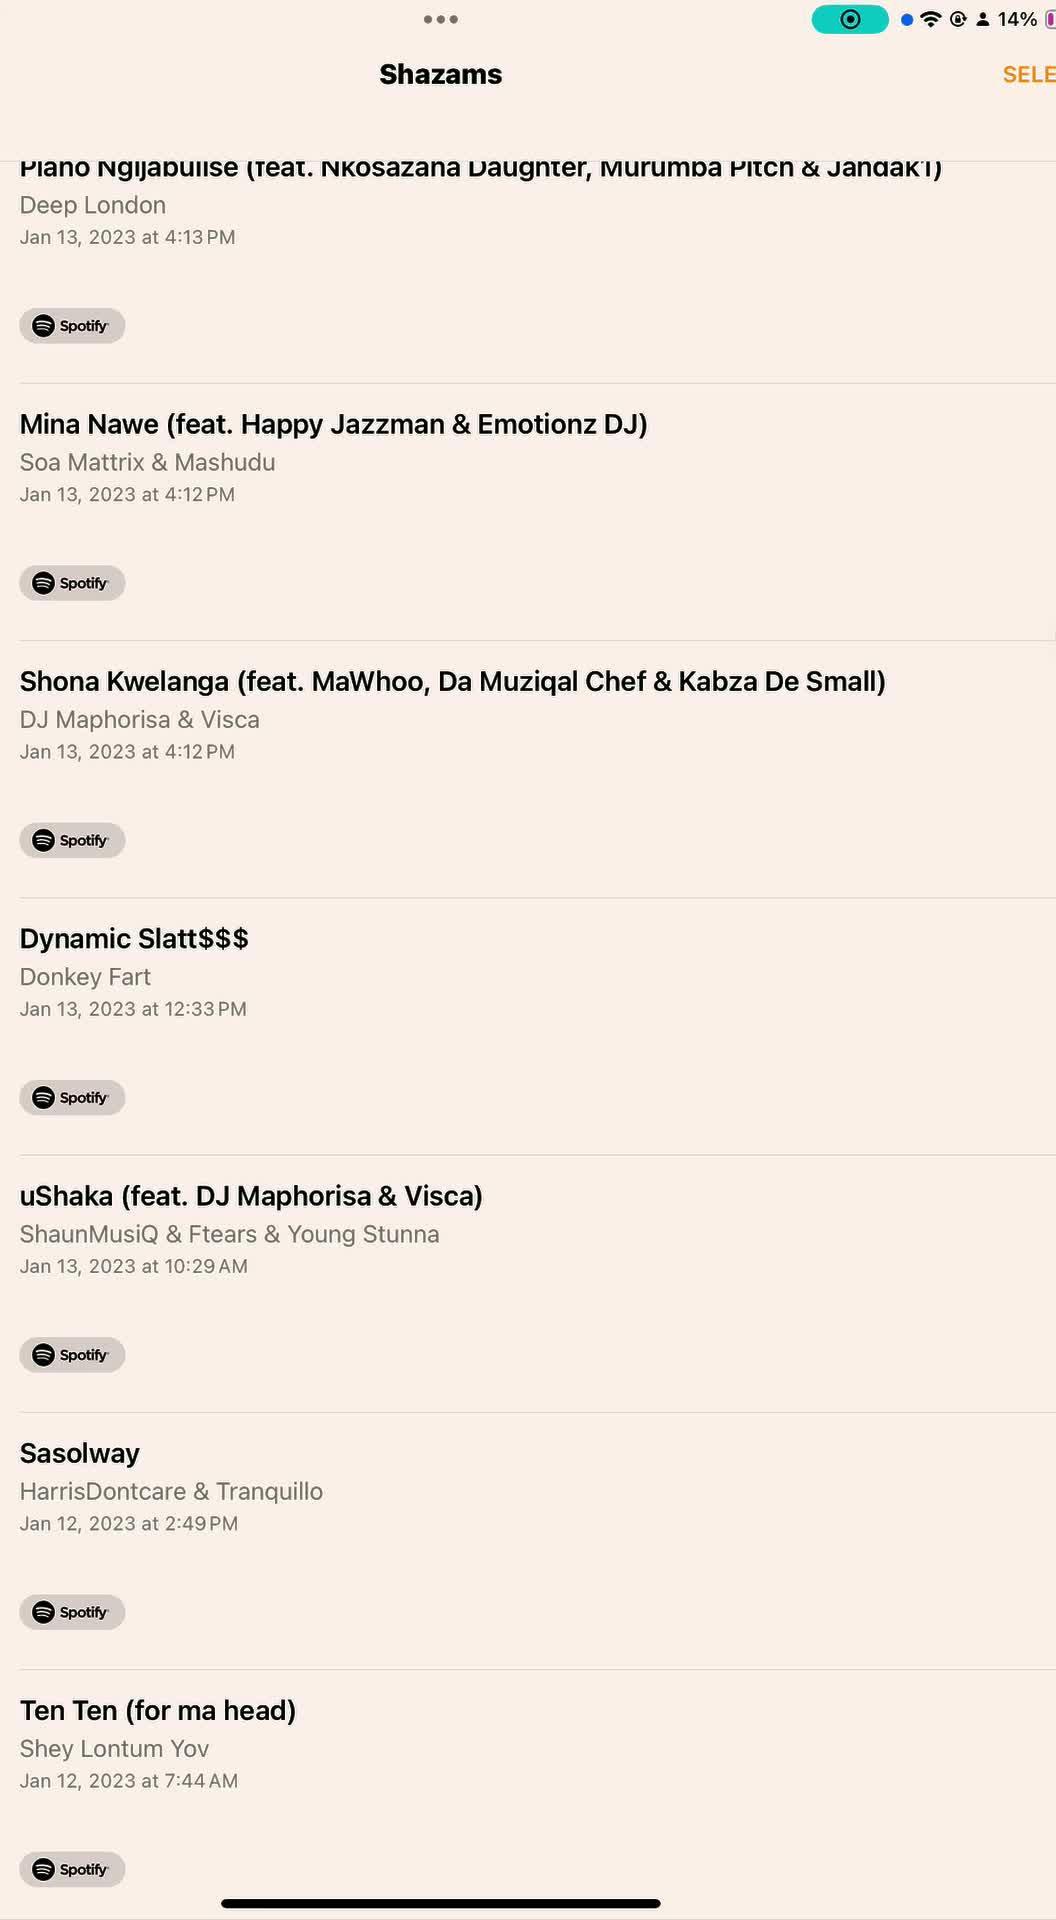 14%
Shazams
SELE
Piano Ngijabulise (feat. Nkosazana Daughter, Murumba Pitch & Jandak1)
Deep London
Jan 13, 2023 at 4:13 PM
Spotify
Mina Nawe (feat. Happy Jazzman & Emotionz DJ)
Soa Mattrix & Mashudu
Jan 13, 2023 at 4:12 PM
Spotify
Shona Kwelanga (feat. MaWhoo, Da Muziqal Chef & Kabza De Small)
DJ Maphorisa & Visca
Jan 13, 2023 at 4:12 PM
Spotify
Dynamic Slatt$$$
Donkey Fart
Jan 13, 2023 at 12:33 PM
Spotify
uShaka (feat. DJ Maphorisa & Visca)
ShaunMusiQ & Ftears & Young Stunna
Jan 13, 2023 at 10:29 AM
Spotify
Sasolway
HarrisDontcare & Tranquillo
Jan 12, 2023 at 2:49 PM
Spotify
Ten Ten (for ma head)
Shey Lontum Yov
Jan 12, 2023 at 7:44 AM
Spotify